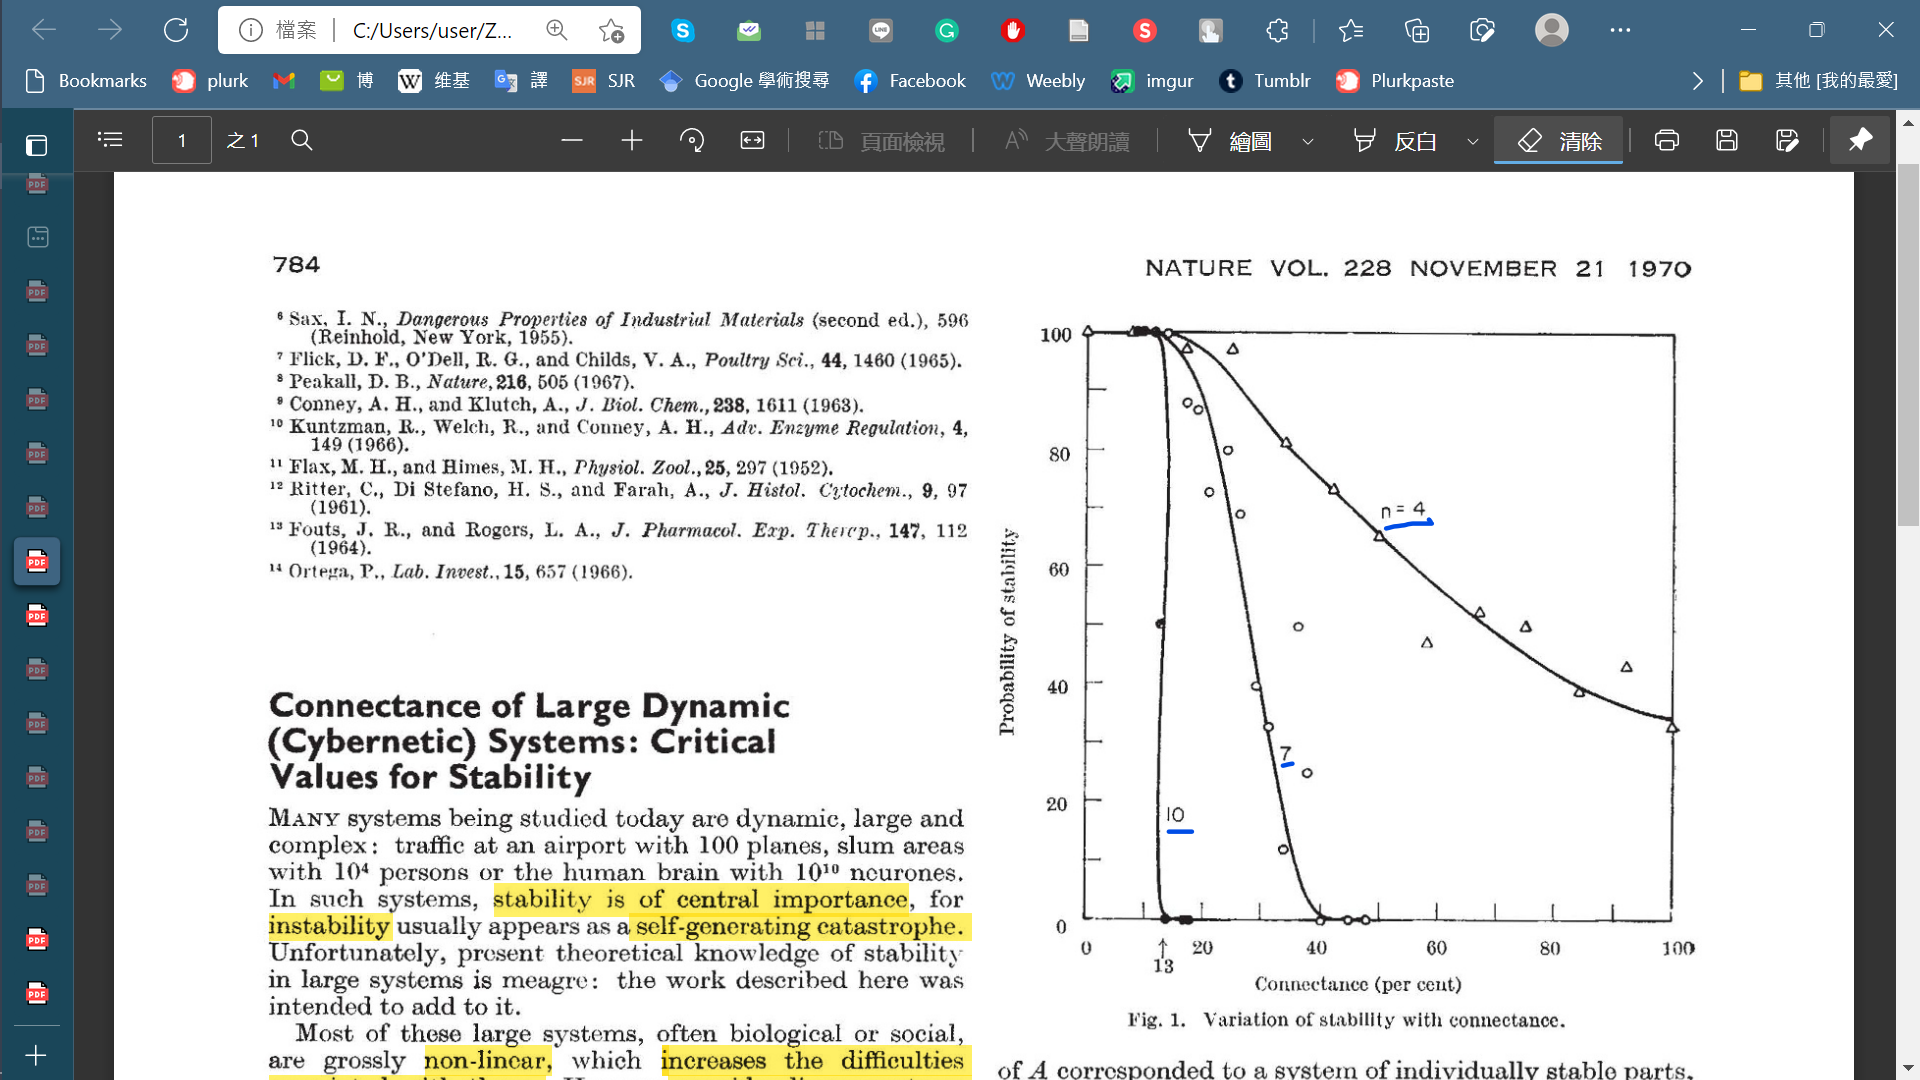 檔案
C:/Users/user/Z...
Bookmarks
plurk
博
维基
譯
SJR
SJR
Google 學術搜尋
Facebook
Weebly
imgur
Tumblr
Plurkpaste
其他 [我的最愛]
1
之 1
頁面檢視
大聲朗讀
繪圖
反白
清除
784
NATURE VOL. 228 NOVEMBER 21 1970
⁶ Sax, I. N., Dangerous Properties of Industrial Materials (second ed.), 596
(Reinhold, New York, 1955).
⁷ Flick, D. F., O'Dell, R. G., and Childs, V. A., Poultry Sci., 44, 1460 (1965).
⁸ Peakall, D. B., Nature, 216, 505 (1967).
⁹ Conney, A. H., and Klutch, A., J. Biol. Chem., 238, 1611 (1963).
¹⁰ Kuntzman, R., Welch, R., and Conney, A. H., Adv. Enzyme Regulation, 4,
149 (1966).
¹¹ Flax, M. H., and Himes, M. H., Physiol. Zool., 25, 297 (1952).
¹² Ritter, C., Di Stefano, H. S., and Farah, A., J. Histol. Cytochem., 9, 97
(1961).
¹³ Fouts, J. R., and Rogers, L. A., J. Pharmacol. Exp. Therap., 147, 112
(1964).
¹⁴ Ortega, P., Lab. Invest., 15, 657 (1966).
Connectance of Large Dynamic
(Cybernetic) Systems: Critical
Values for Stability
MANY systems being studied today are dynamic, large and
complex: traffic at an airport with 100 planes, slum areas
with 10⁴ persons or the human brain with 10¹⁰ neurones.
In such systems, stability is of central importance, for
instability usually appears as a self-generating catastrophe.
Unfortunately, present theoretical knowledge of stability
in large systems is meagre: the work described here was
intended to add to it.
Most of these large systems, often biological or social,
are grossly non-linear, which increases the difficulties
100
80
60
40
20
0
Probability of stability
n = 4
7
10
0
20
40
60
80
100
↑
13
Connectance (per cent)
Fig. 1. Variation of stability with connectance.
of A corresponded to a system of individually stable parts.